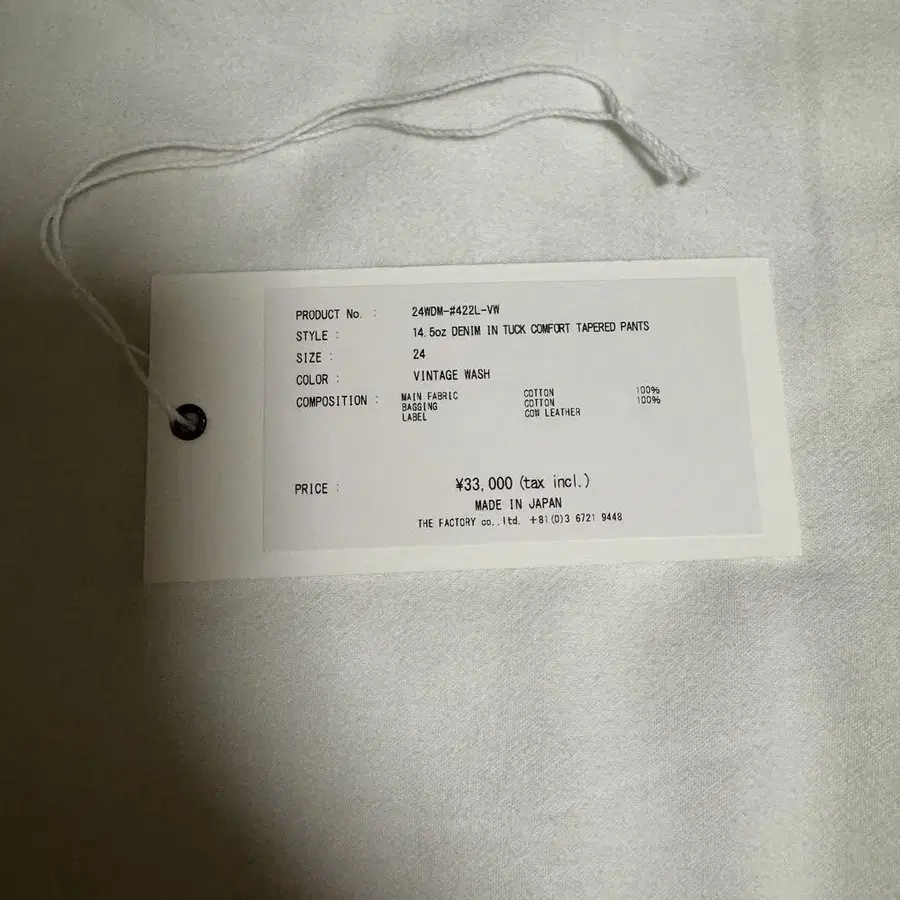 PRODUCT No. : 24WDM-#422L-VW
STYLE : 14.5oz DENIM IN TUCK COMFORT TAPERED PANTS
SIZE : 24
COLOR : VINTAGE WASH
COMPOSITION : MAIN FABRIC COTTON 100%
BAGGING COTTON 100%
LABEL COW LEATHER
PRICE : ¥33,000 (tax incl.)
MADE IN JAPAN
THE FACTORY co.,ltd. +81(0)3 6721 9448